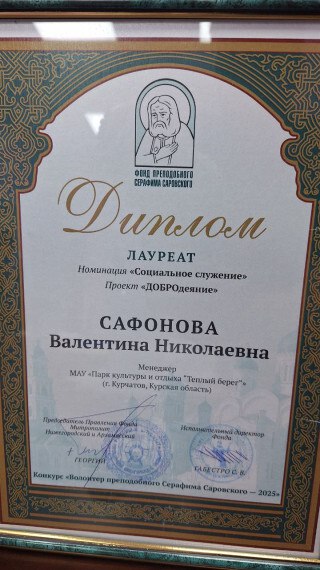 ФОНД ПРЕПОДОБНОГО
СЕРАФИМА САРОВСКОГО
Диплом
ЛАУРЕАТ
Номинация «Социальное служение»
Проект «ДОБРОдеяние»
САФОНОВА
Валентина Николаевна
Менеджер
МАУ «Парк культуры и отдыха "Теплый берег"»
(г. Курчатов, Курская область)
Председатель Правления Фонда
Митрополит
Нижегородский и Арзамасский
ГЕОРГИЙ
Исполнительный директор
Фонда
ГАБЕСТРО С. В.
Конкурс «Волонтер преподобного Серафима Саровского — 2025»